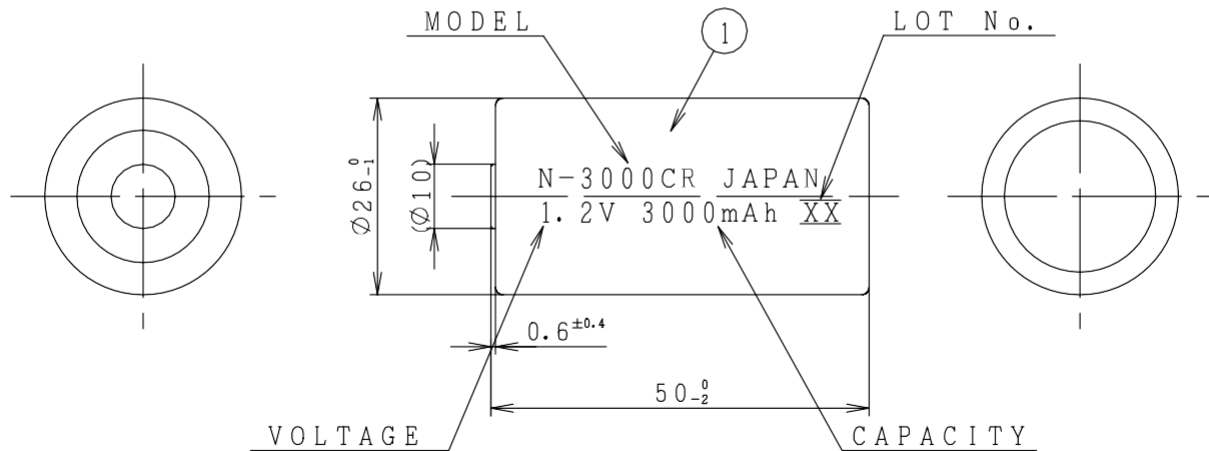 MODEL
1
LOT No.
N-3000CR JAPAN
1.2V 3000mAh XX
Ø26 0 -1
(Ø10)
0.6±0.4
50 0 -2
VOLTAGE
CAPACITY